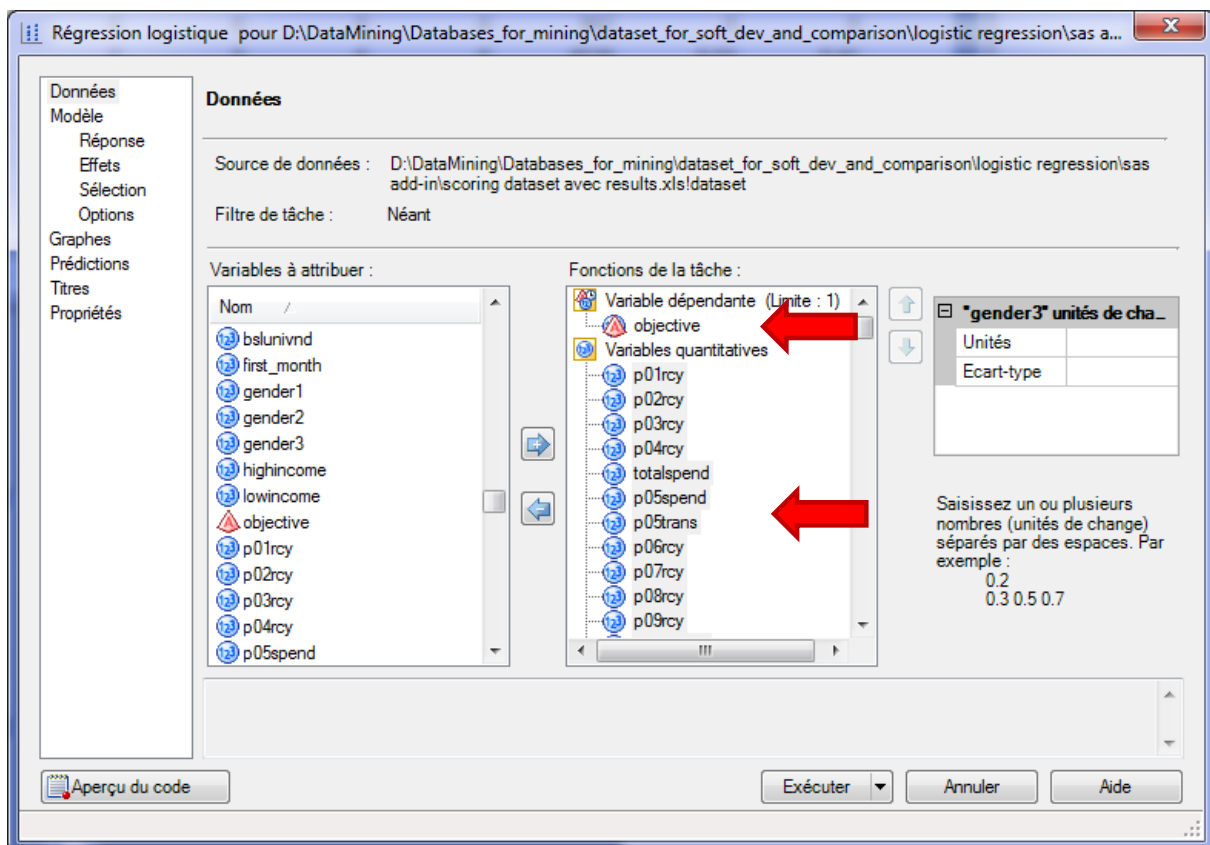 Régression logistique pour D:\DataMining\Databases_for_mining\dataset_for_soft_dev_and_comparison\logistic regression\sas a...
Données
Modèle
Réponse
Effets
Sélection
Options
Graphes
Prédictions
Titres
Propriétés
Données
Source de données : D:\DataMining\Databases_for_mining\dataset_for_soft_dev_and_comparison\logistic regression\sas
add-in\scoring dataset avec results.xls!dataset
Filtre de tâche : Néant
Variables à attribuer :
Nom
bslunivnd
first_month
gender1
gender2
gender3
highincome
lowincome
objective
p01rcy
p02rcy
p03rcy
p04rcy
p05spend
Fonctions de la tâche :
Variable dépendante (Limite : 1)
objective
Variables quantitatives
p01rcy
p02rcy
p03rcy
p04rcy
totalspend
p05spend
p05trans
p06rcy
p07rcy
p08rcy
p09rcy
"gender3" unités de cha...
Unités
Ecart-type
Saisissez un ou plusieurs
nombres (unités de change)
séparés par des espaces. Par
exemple :
0.2
0.3 0.5 0.7
Aperçu du code
Exécuter
Annuler
Aide